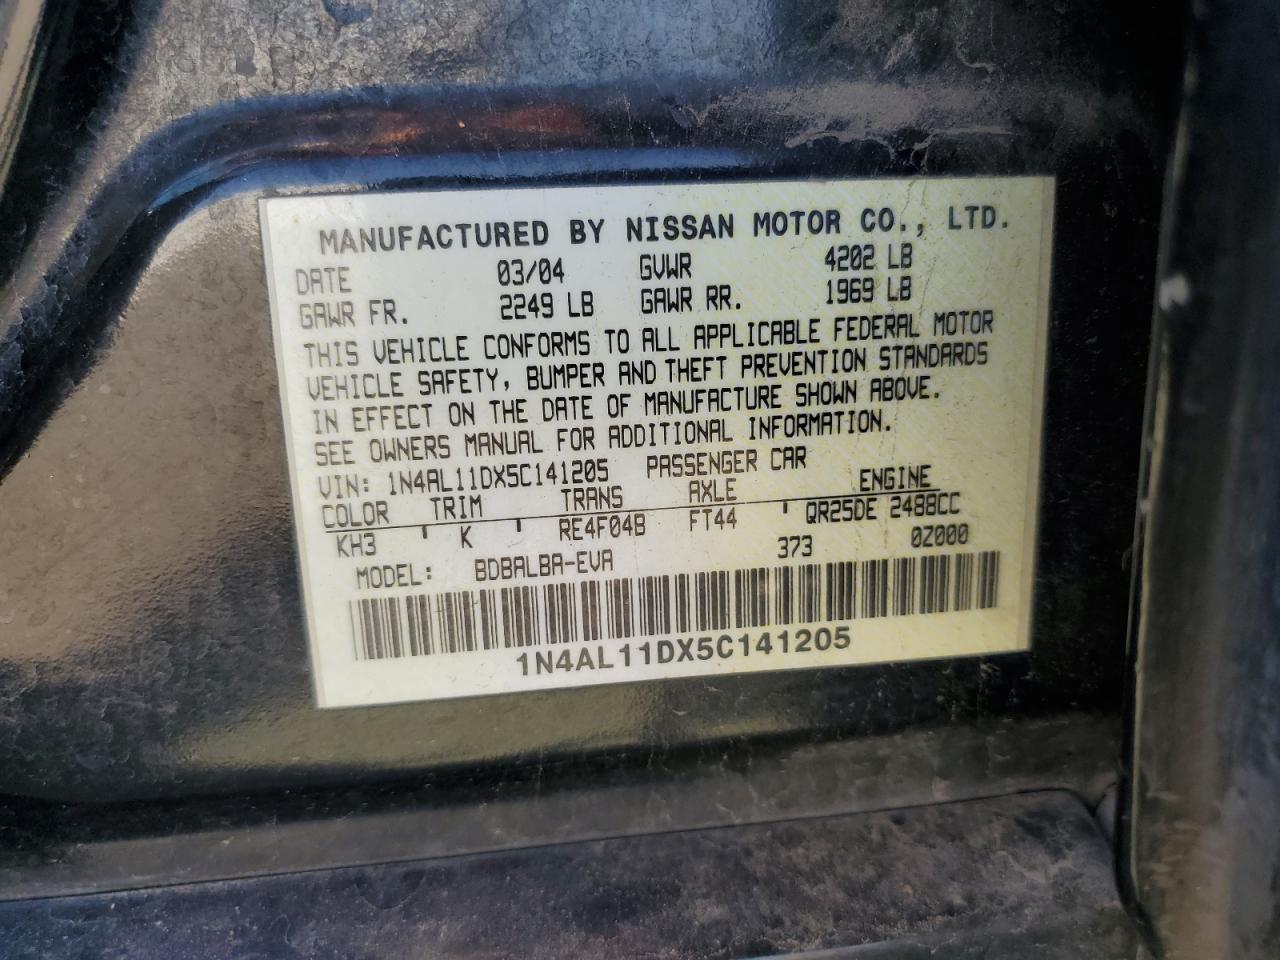 MANUFACTURED BY NISSAN MOTOR CO., LTD.
DATE 03/04 GVWR 4202 LB
GAWR FR. 2249 LB GAWR RR. 1969 LB
THIS VEHICLE CONFORMS TO ALL APPLICABLE FEDERAL MOTOR
VEHICLE SAFETY, BUMPER AND THEFT PREVENTION STANDARDS
IN EFFECT ON THE DATE OF MANUFACTURE SHOWN ABOVE.
SEE OWNERS MANUAL FOR ADDITIONAL INFORMATION.
VIN: 1N4AL11DX5C141205 PASSENGER CAR
COLOR TRIM TRANS AXLE ENGINE
KH3 ' K ' RE4F04B FT44 ' QR25DE 2488CC
MODEL: BDBALBA-EVA 373 0Z000
1N4AL11DX5C141205